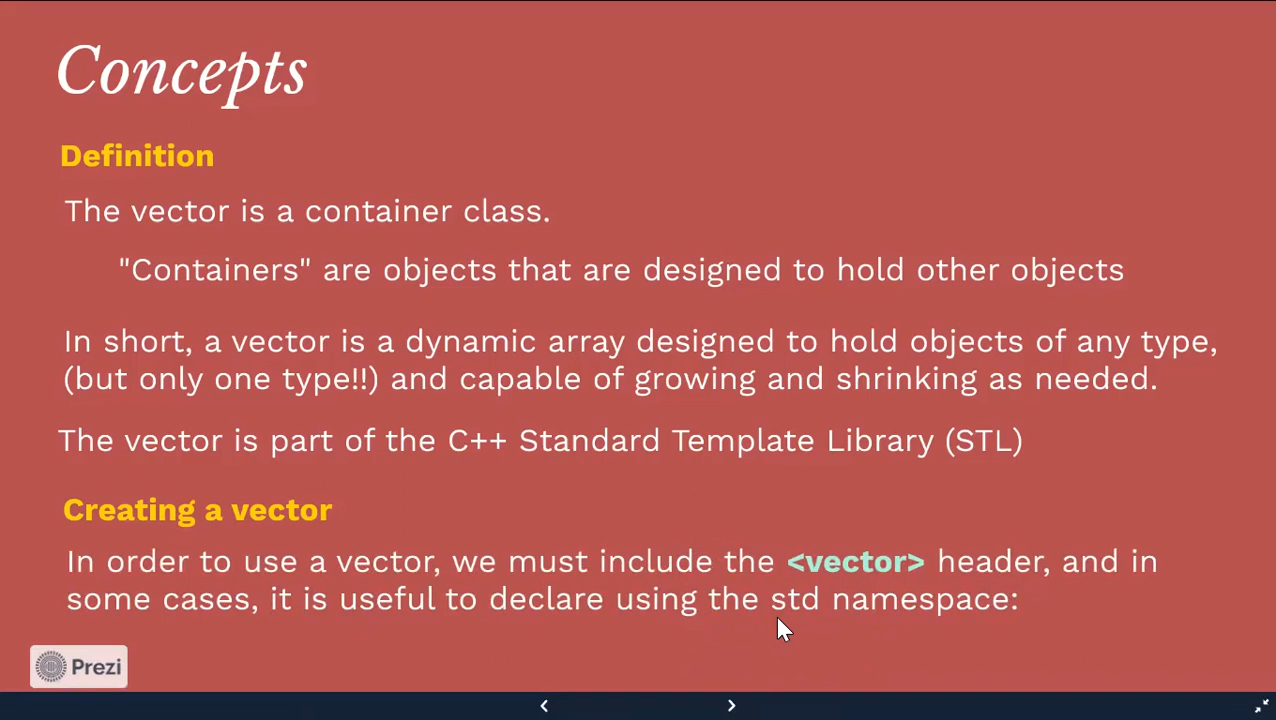 Concepts
Definition
The vector is a container class.
"Containers" are objects that are designed to hold other objects
In short, a vector is a dynamic array designed to hold objects of any type,
(but only one type!!) and capable of growing and shrinking as needed.
The vector is part of the C++ Standard Template Library (STL)
Creating a vector
In order to use a vector, we must include the <vector> header, and in
some cases, it is useful to declare using the std namespace:
Prezi